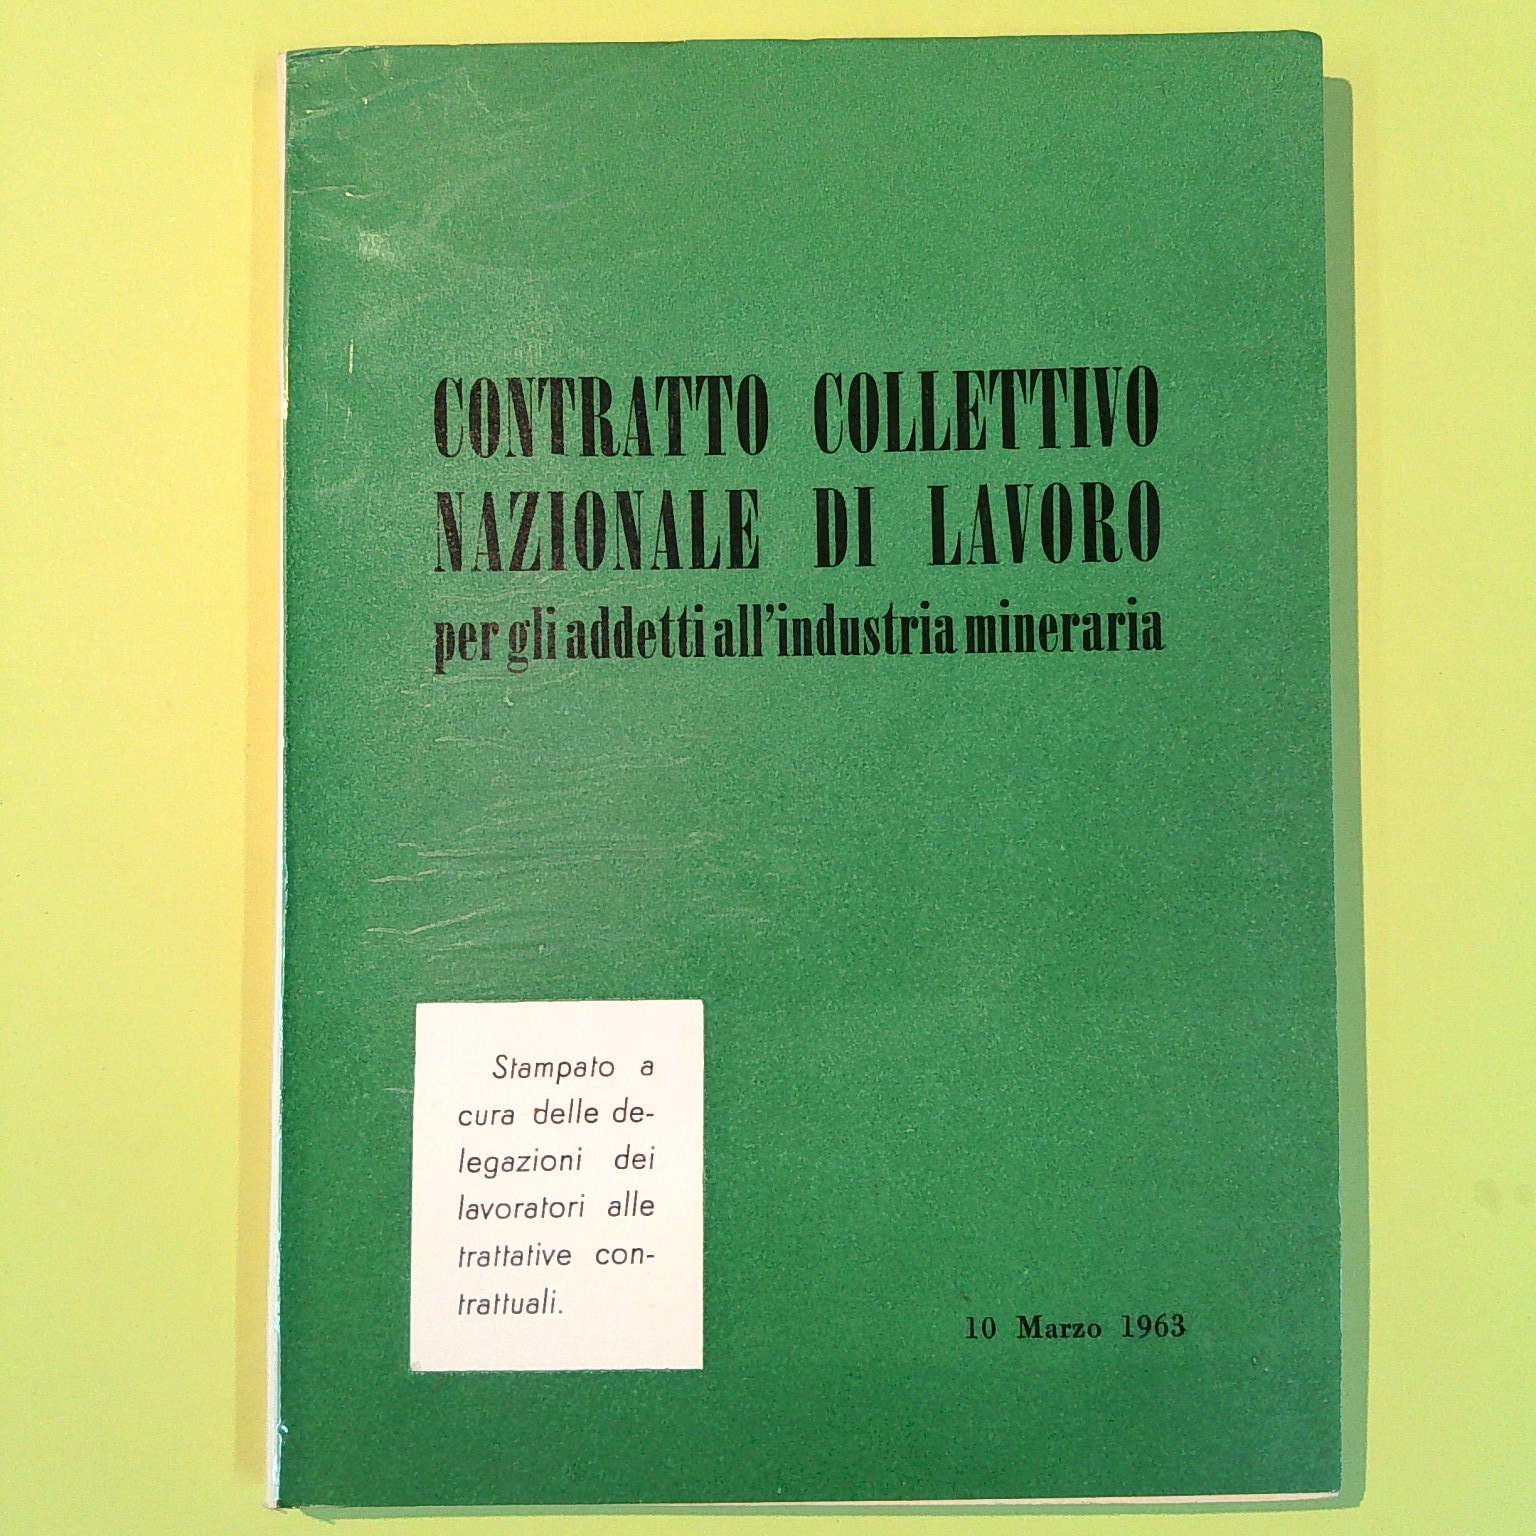 CONTRATTO COLLETTIVO
NAZIONALE DI LAVORO
per gli addetti all'industria mineraria
Stampato a
cura delle de-
legazioni dei
lavoratori alle
trattative con-
trattuali.
10 Marzo 1963